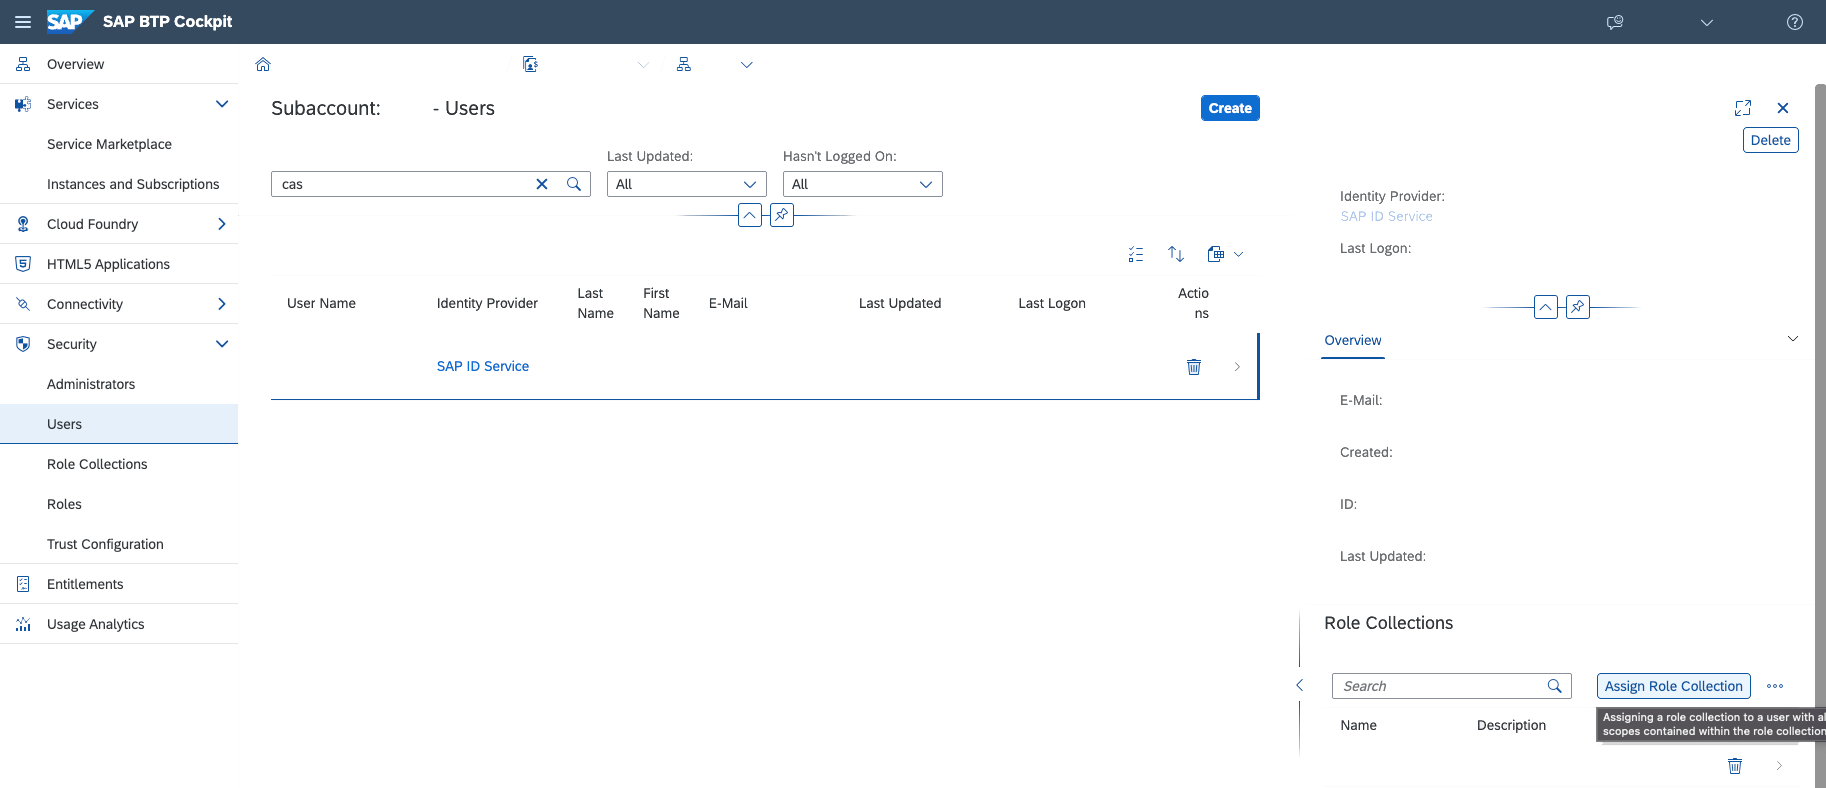 SAP SAP BTP Cockpit
Overview
Services
Service Marketplace
Instances and Subscriptions
Cloud Foundry
HTML5 Applications
Connectivity
Security
Administrators
Users
Role Collections
Roles
Trust Configuration
Entitlements
Usage Analytics
Subaccount: - Users
Create
Last Updated:
Hasn't Logged On:
cas
All
All
User Name
Identity Provider
Last
Name
First
Name
E-Mail
Last Updated
Last Logon
Actio
ns
SAP ID Service
Delete
Identity Provider:
SAP ID Service
Last Logon:
Overview
E-Mail:
Created:
ID:
Last Updated:
Role Collections
Search
Assign Role Collection
Name
Description
Assigning a role collection to a user with al
scopes contained within the role collection